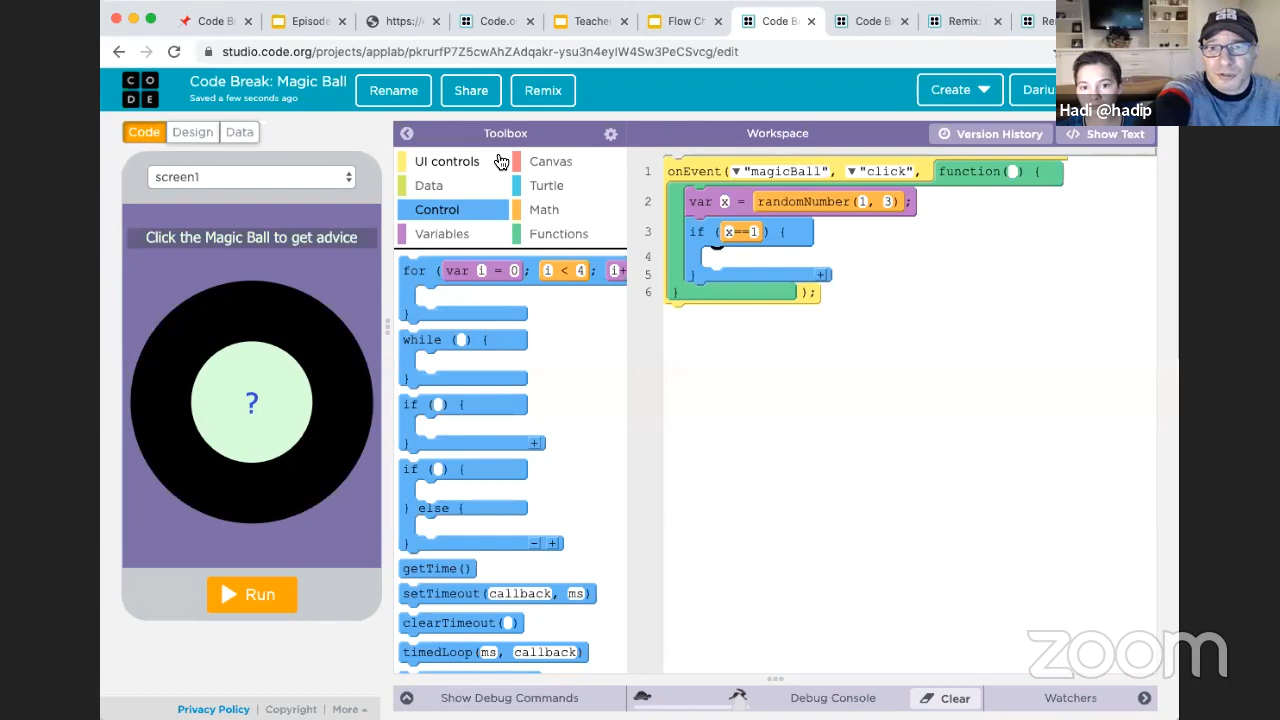 Code B
Episode
https://
Code.o
Teache
Flow Ch
Code B
Code B
Remix:
Re
studio.code.org/projects/applab/pkrurfP7Z5cwAhZAdqakr-ysu3n4eyIW4Sw3PeCSvcg/edit
CODE
Code Break: Magic Ball
Saved a few seconds ago
Rename
Share
Remix
Create
Dariu
Hadi @hadip
Code
Design
Data
Toolbox
Workspace
Version History
</> Show Text
screen1
Click the Magic Ball to get advice
?
Run
UI controls
Canvas
Data
Turtle
Control
Math
Variables
Functions
for (var i = 0; i < 4; i+
}
while () {
}
if () {
} +
if () {
} else {
} - +
getTime()
setTimeout(callback, ms)
clearTimeout()
timedLoop(ms, callback)
1 onEvent(▼"magicBall", ▼"click", function() {
2 var x = randomNumber(1, 3);
3 if (x==1) {
4
5 } +
6 } );
zoom
Show Debug Commands
Debug Console
Clear
Watchers
Privacy Policy | Copyright | More